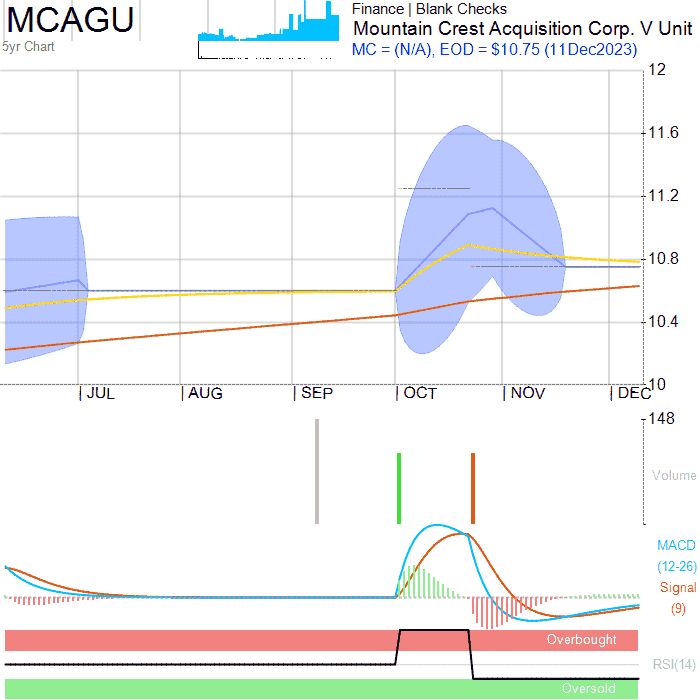 MCAGU
5yr Chart
Finance | Blank Checks
Mountain Crest Acquisition Corp. V Unit
MC = (N/A), EOD = $10.75 (11Dec2023)
12
11.6
11.2
10.8
10.4
10
JUL AUG SEP OCT NOV DEC
148
Volume
MACD
(12-26)
Signal
(9)
Overbought
RSI(14)
Oversold